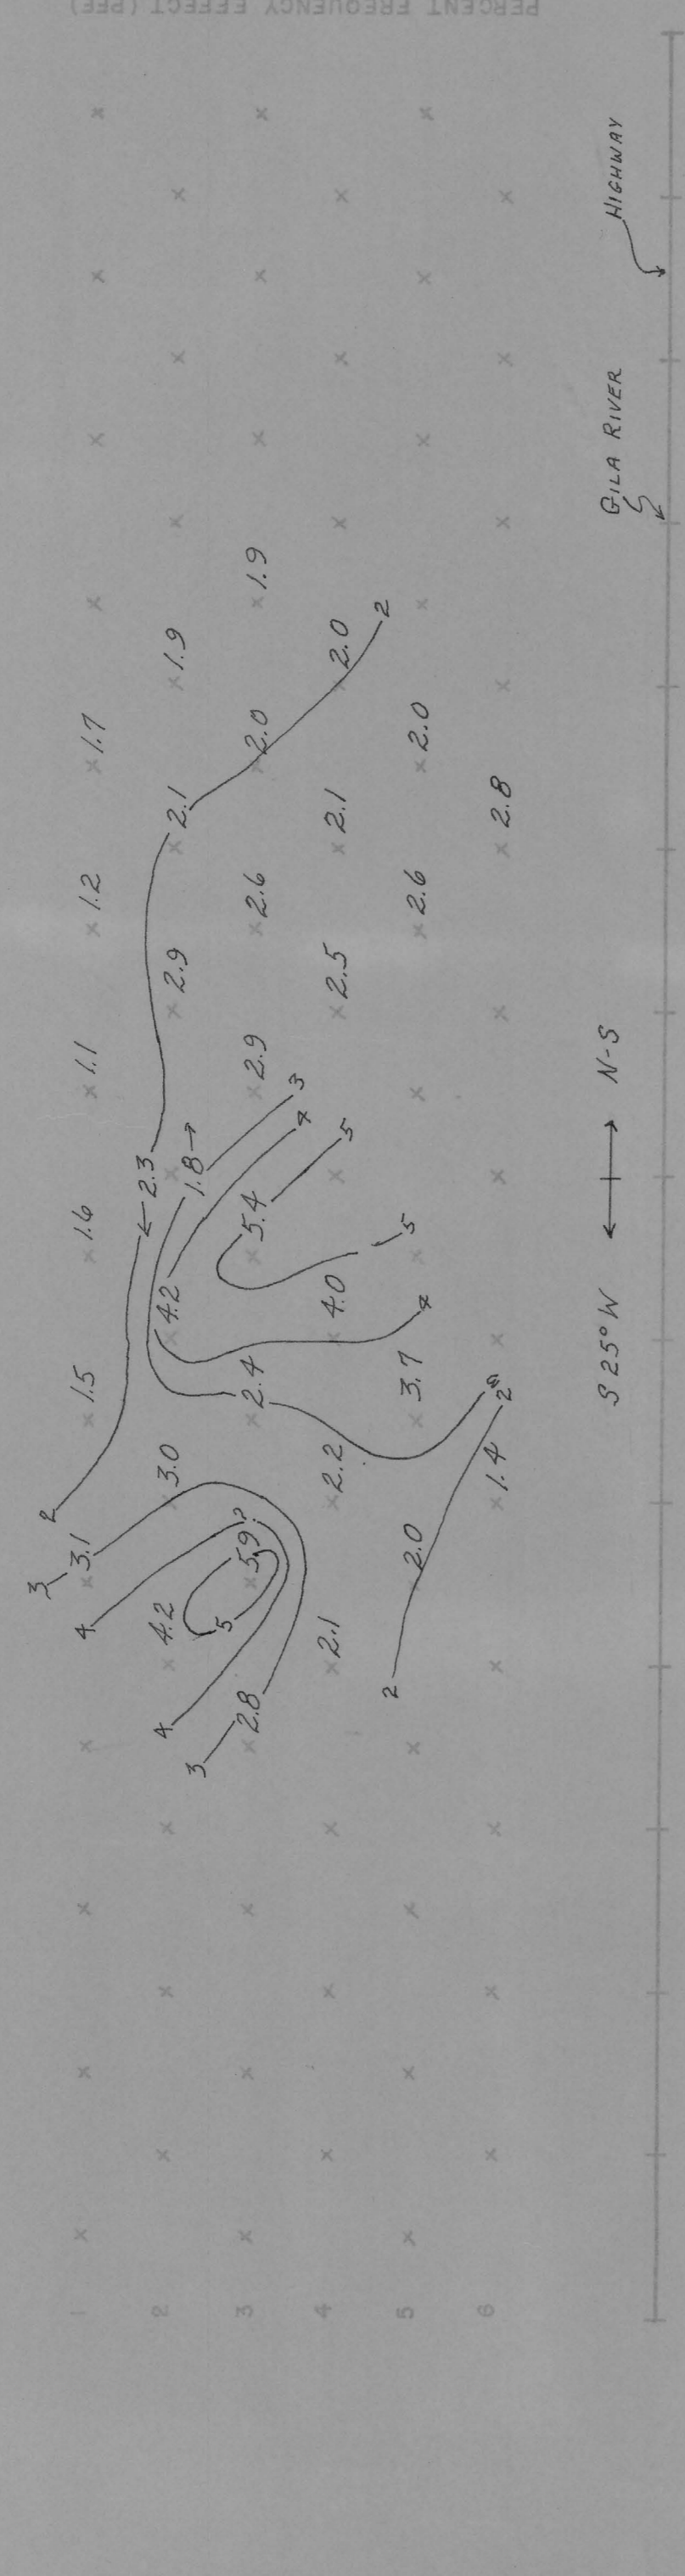 PERCENT FREQUENCY EFFECT (PFE)
3 2
1 4 3.1 1.5 1.6 1.1 1.2 1.7
← 2.3
2 4 4.2 3.0 4.2 2.9 2.1 1.9
3 5 1.8 →
3 2.8 5.9 ? 2.4 5.4 2.9 2.6 2.0 1.9
3
4
4 2.1 2.2 4.0 5 2.5 2.1 2.0
2 2
5 2.0 3.7 4 5 2.6 2.0
3
6 1.4 2 2.8
S 25° W ← → N-S
GILA RIVER
HIGHWAY